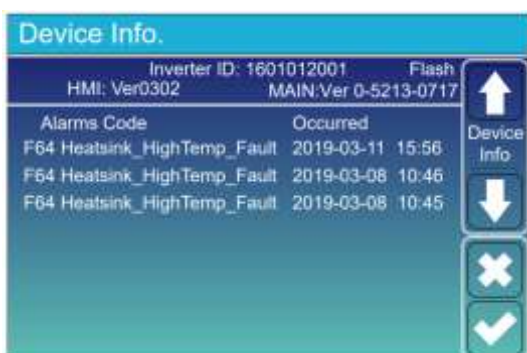 Device Info.
Inverter ID: 1601012001 Flash
HMI: Ver0302 MAIN:Ver 0-5213-0717
Alarms Code Occurred
F64 Heatsink_HighTemp_Fault 2019-03-11 15:56
F64 Heatsink_HighTemp_Fault 2019-03-08 10:46
F64 Heatsink_HighTemp_Fault 2019-03-08 10:45
Device
Info